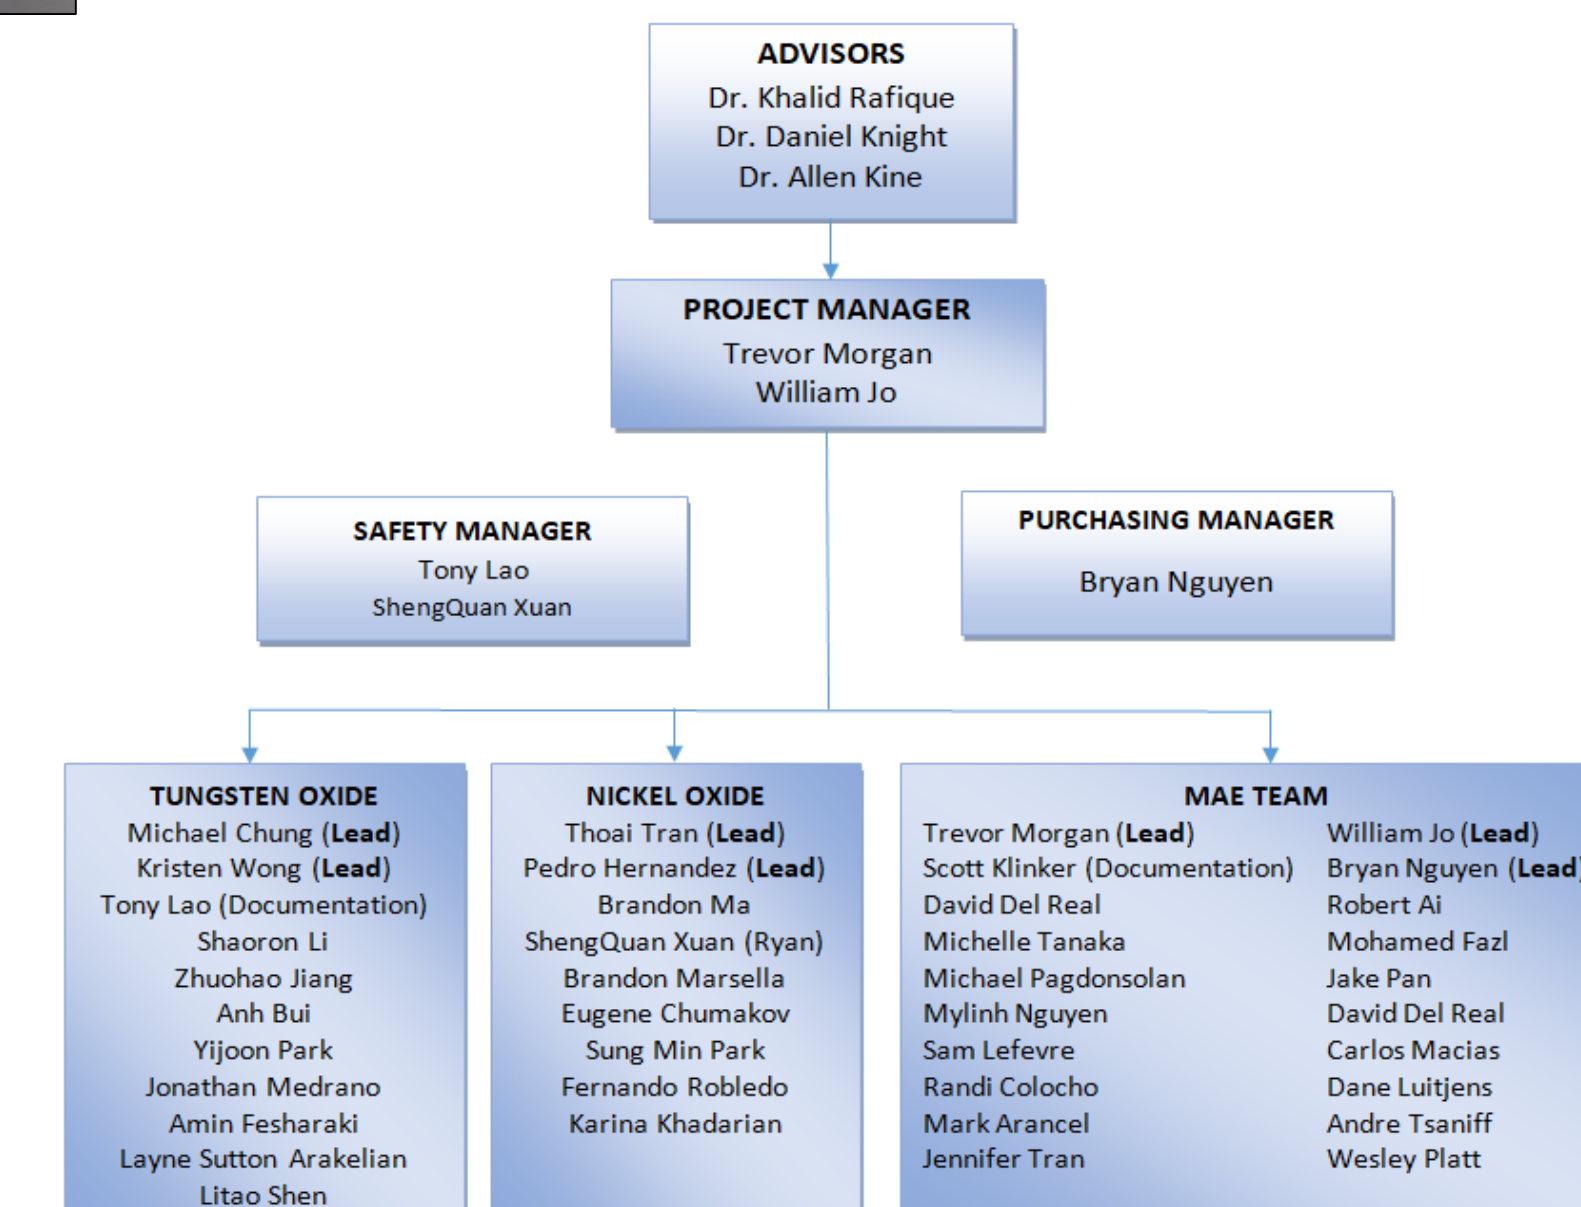 ADVISORS
Dr. Khalid Rafique
Dr. Daniel Knight
Dr. Allen Kine
PROJECT MANAGER
Trevor Morgan
William Jo
SAFETY MANAGER
Tony Lao
ShengQuan Xuan
PURCHASING MANAGER
Bryan Nguyen
TUNGSTEN OXIDE
Michael Chung (Lead)
Kristen Wong (Lead)
Tony Lao (Documentation)
Shaoron Li
Zhuohao Jiang
Anh Bui
Yijoon Park
Jonathan Medrano
Amin Fesharaki
Layne Sutton Arakelian
Litao Shen
NICKEL OXIDE
Thoai Tran (Lead)
Pedro Hernandez (Lead)
Brandon Ma
ShengQuan Xuan (Ryan)
Brandon Marsella
Eugene Chumakov
Sung Min Park
Fernando Robledo
Karina Khadarian
MAE TEAM
Trevor Morgan (Lead)
Scott Klinker (Documentation)
David Del Real
Michelle Tanaka
Michael Pagdonsolan
Mylinh Nguyen
Sam Lefevre
Randi Colocho
Mark Arancel
Jennifer Tran
William Jo (Lead)
Bryan Nguyen (Lead)
Robert Ai
Mohamed Fazl
Jake Pan
David Del Real
Carlos Macias
Dane Luitjens
Andre Tsaniff
Wesley Platt